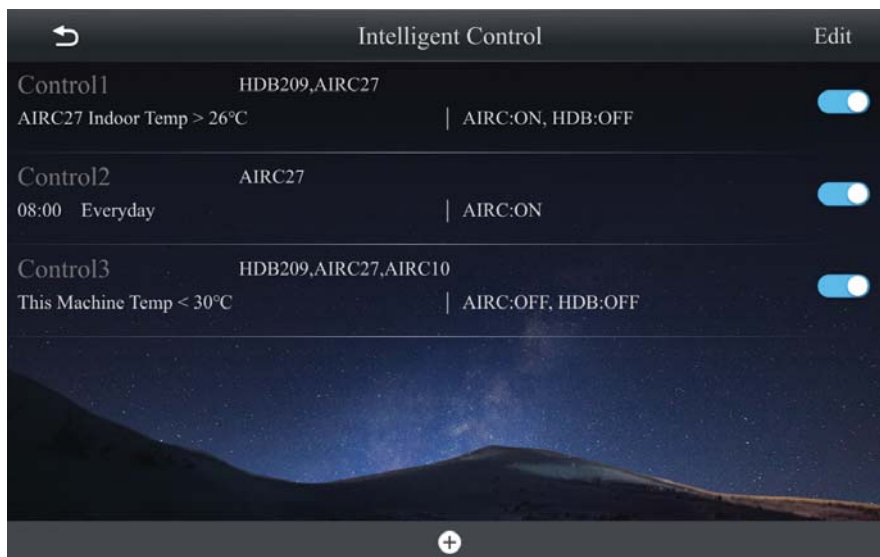 Intelligent Control Edit
Control1 HDB209,AIRC27
AIRC27 Indoor Temp > 26℃ AIRC:ON, HDB:OFF
Control2 AIRC27
08:00 Everyday AIRC:ON
Control3 HDB209,AIRC27,AIRC10
This Machine Temp < 30℃ AIRC:OFF, HDB:OFF